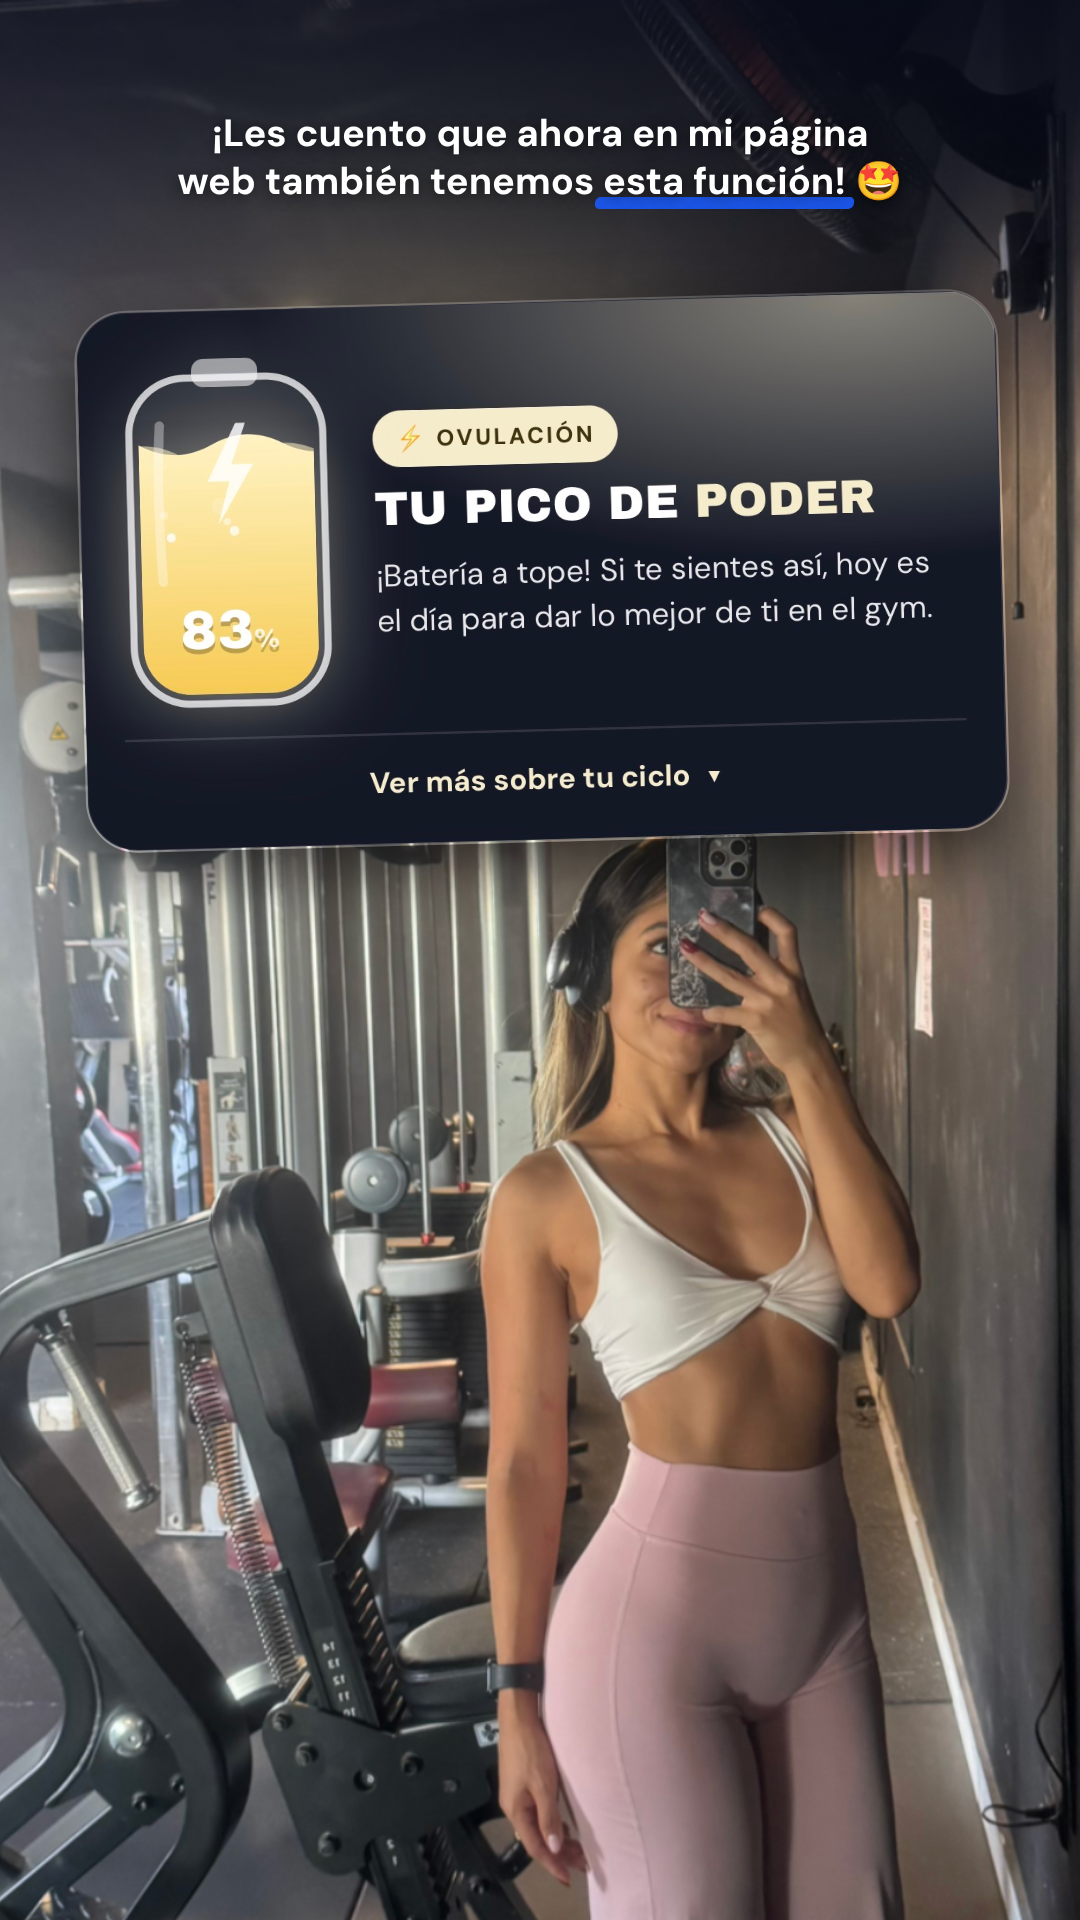 ¡Les cuento que ahora en mi página
web también tenemos esta función! 🤩
⚡ OVULACIÓN
TU PICO DE PODER
¡Batería a tope! Si te sientes así, hoy es
el día para dar lo mejor de ti en el gym.
83%
Ver más sobre tu ciclo ▼